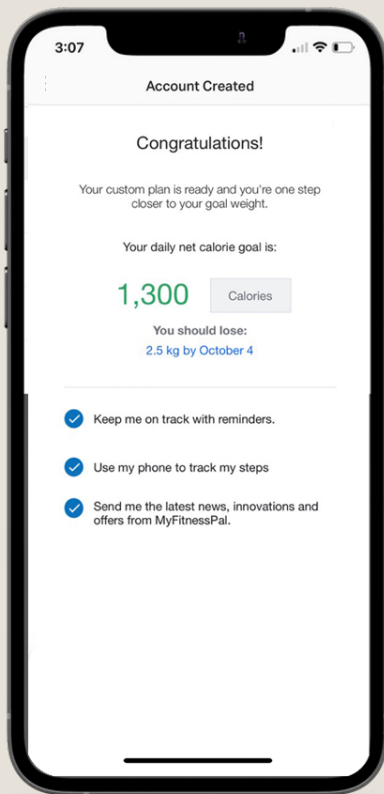 3:07
Account Created
Congratulations!
Your custom plan is ready and you're one step
closer to your goal weight.
Your daily net calorie goal is:
1,300 Calories
You should lose:
2.5 kg by October 4
Keep me on track with reminders.
Use my phone to track my steps
Send me the latest news, innovations and
offers from MyFitnessPal.